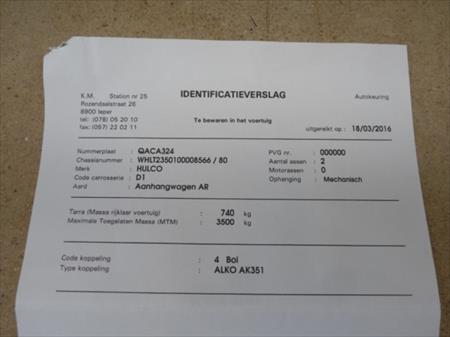 K.M. Station nr 25
Rozendaalstraat 26
8900 Ieper
tel: (078) 05 20 10
fax: (057) 22 02 11
IDENTIFICATIEVERSLAG
Autokeuring
Te bewaren in het voertuig
uitgereikt op : 18/03/2016
Nummerplaat : QACA324
PVG nr. : 000000
Chassisnummer : WHLT2350100008566 / 80
Aantal assen : 2
Merk : HULCO
Motorassen : 0
Code carrosserie : D1
Ophanging : Mechanisch
Aard : Aanhangwagen AR
Tarra (Massa rijklaar voertuig) : 740 kg
Maximale Toegelaten Massa (MTM) : 3500 kg
Code koppeling : 4 Bol
Type koppeling : ALKO AK351